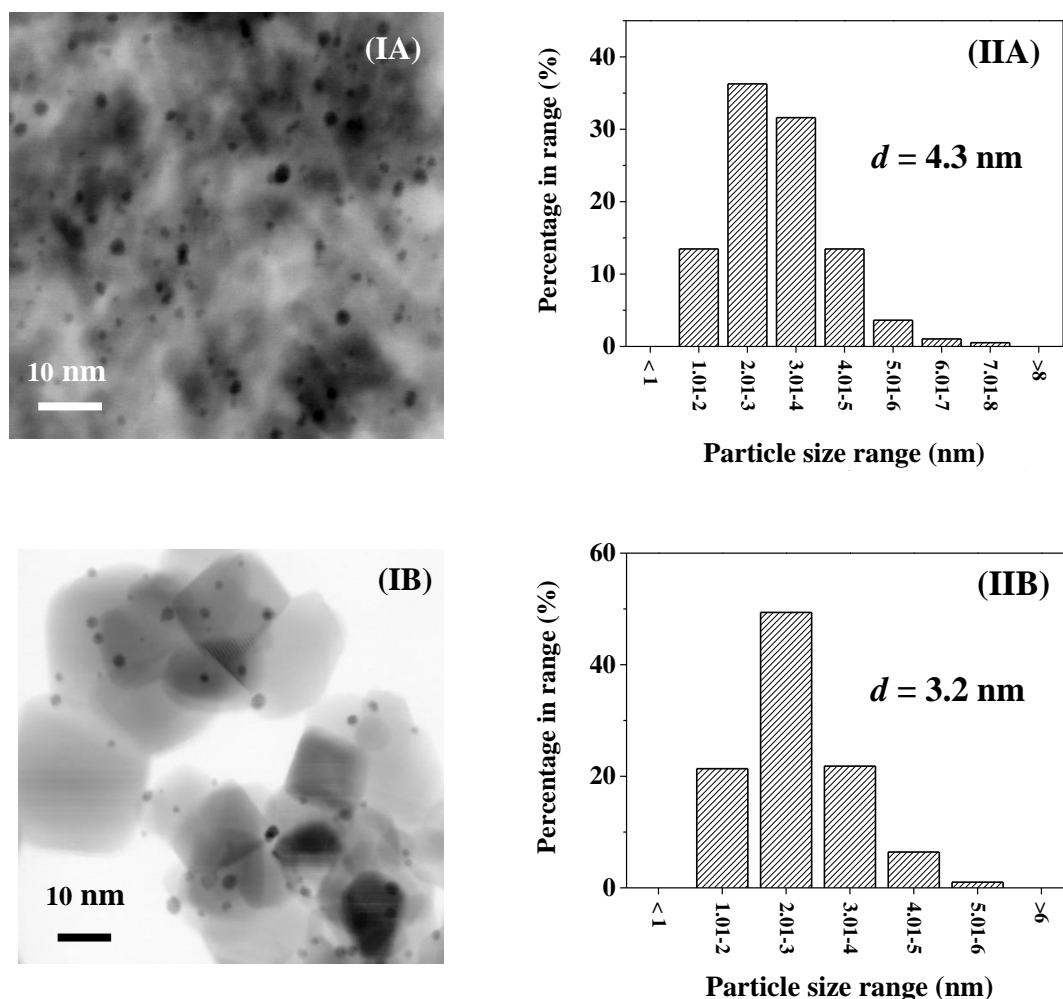 (IA)
10 nm
(IIA)
d = 4.3 nm
Percentage in range (%)
40
30
20
10
0
< 1
1.01-2
2.01-3
3.01-4
4.01-5
5.01-6
6.01-7
7.01-8
>8
Particle size range (nm)
(IB)
10 nm
(IIB)
d = 3.2 nm
Percentage in range (%)
60
40
20
0
< 1
1.01-2
2.01-3
3.01-4
4.01-5
5.01-6
>6
Particle size range (nm)